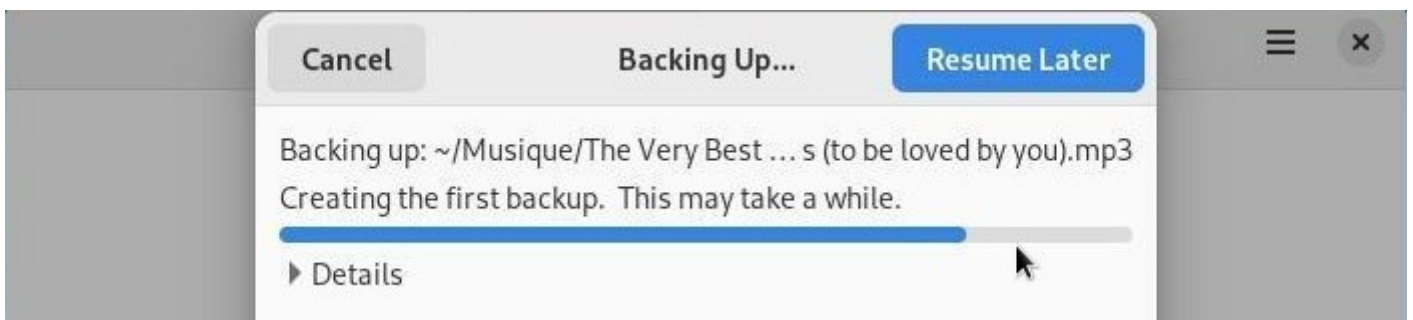 Cancel Backing Up... Resume Later
Backing up: ~/Musique/The Very Best ... s (to be loved by you).mp3
Creating the first backup.  This may take a while.
Details